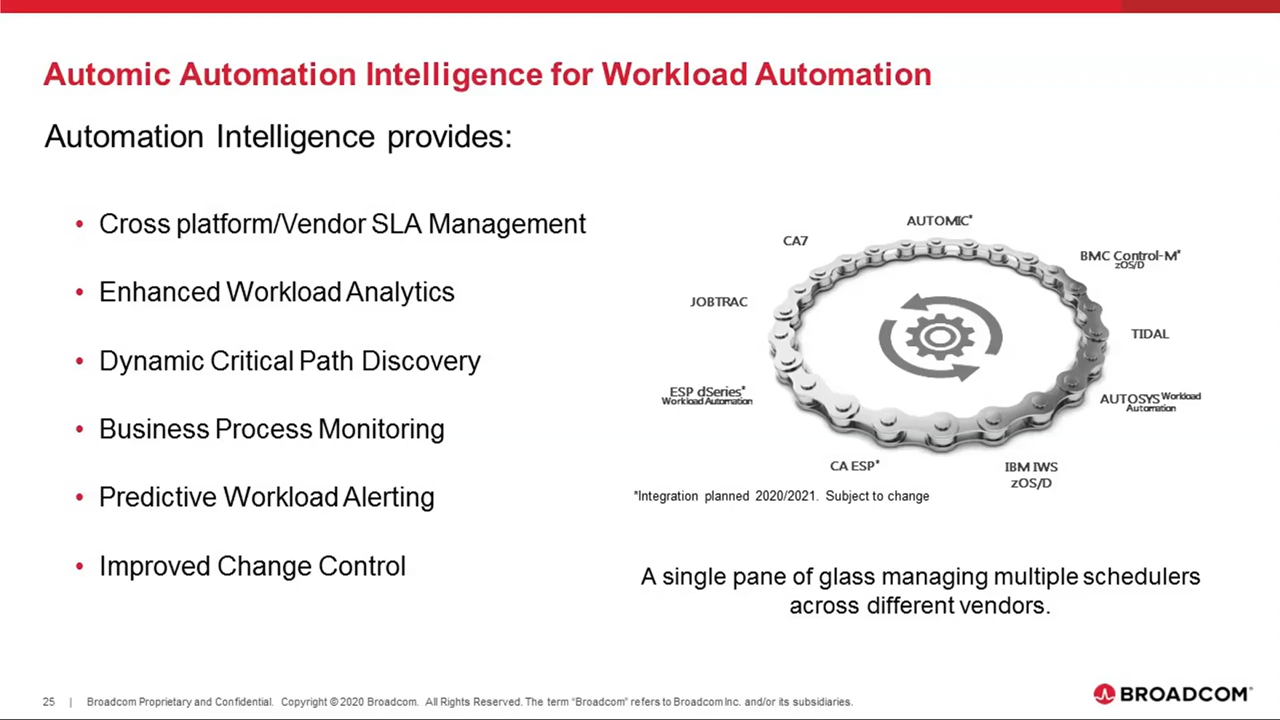 Automic Automation Intelligence for Workload Automation
Automation Intelligence provides:
• Cross platform/Vendor SLA Management
• Enhanced Workload Analytics
• Dynamic Critical Path Discovery
• Business Process Monitoring
• Predictive Workload Alerting
• Improved Change Control
AUTOMIC*
CA7
BMC Control-M*
zOS/D
JOBTRAC
TIDAL
ESP dSeries*
Workload Automation
AUTOSYS Workload
Automation
CA ESP*
IBM IWS
zOS/D
*Integration planned 2020/2021. Subject to change
A single pane of glass managing multiple schedulers
across different vendors.
25 | Broadcom Proprietary and Confidential. Copyright © 2020 Broadcom. All Rights Reserved. The term “Broadcom” refers to Broadcom Inc. and/or its subsidiaries.
BROADCOM®